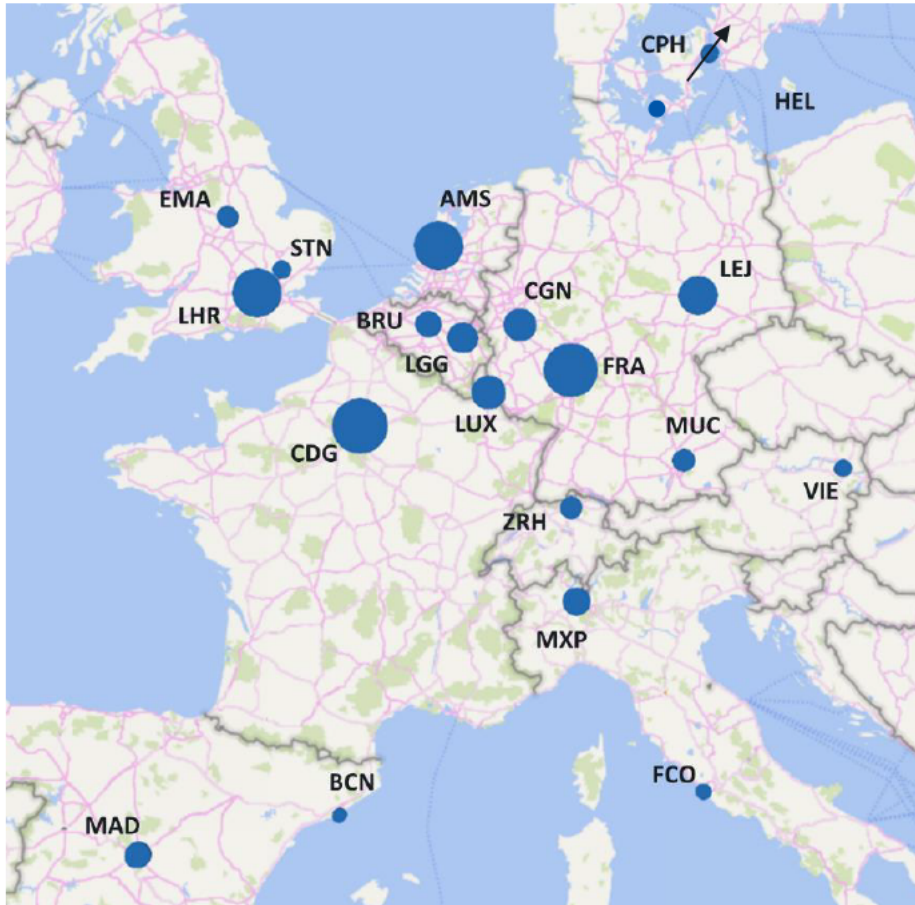 CPH
HEL
EMA
AMS
STN
LEJ
CGN
LHR
BRU
LGG
FRA
LUX
MUC
CDG
VIE
ZRH
MXP
BCN
FCO
MAD